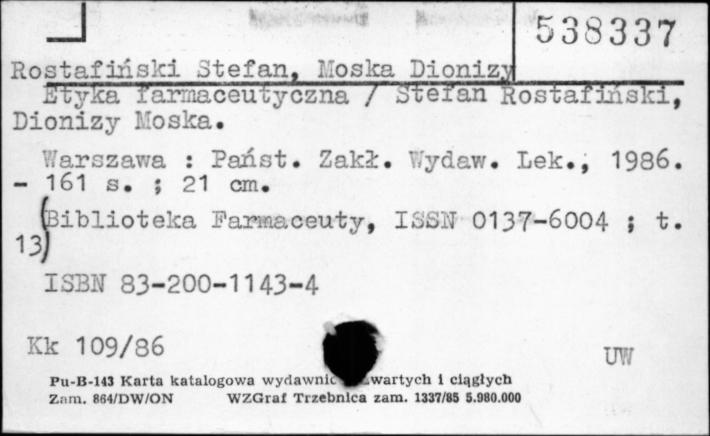 538337
Rostafiński Stefan, Moska Dionizy
Etyka farmaceutyczna / Stefan Rostafiński,
Dionizy Moska.
Warszawa : Państ. Zakł. Wydaw. Lek., 1986.
- 161 s. ; 21 cm.
(Biblioteka Farmaceuty, ISSN 0137-6004 ; t.
13)
ISBN 83-200-1143-4
Kk 109/86
UW
Pu-B-143 Karta katalogowa wydawnic wartych i ciągłych
Zam. 864/DW/ON WZGraf Trzebnica zam. 1337/85 5.980.000